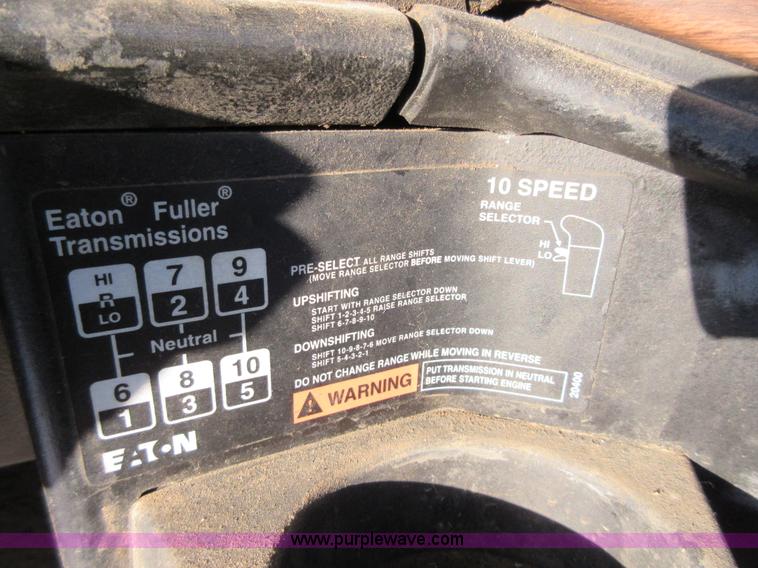 Eaton® Fuller®
Transmissions
10 SPEED
RANGE
SELECTOR
HI
LO
HI 7 9
R 2 4
LO
Neutral
6 8 10
1 3 5
EATON
PRE-SELECT ALL RANGE SHIFTS
(MOVE RANGE SELECTOR BEFORE MOVING SHIFT LEVER)
UPSHIFTING
START WITH RANGE SELECTOR DOWN
SHIFT 1-2-3-4-5 RAISE RANGE SELECTOR
SHIFT 6-7-8-9-10
DOWNSHIFTING
SHIFT 10-9-8-7-6 MOVE RANGE SELECTOR DOWN
SHIFT 5-4-3-2-1
DO NOT CHANGE RANGE WHILE MOVING IN REVERSE
WARNING
PUT TRANSMISSION IN NEUTRAL
BEFORE STARTING ENGINE
20400
www.purplewave.com